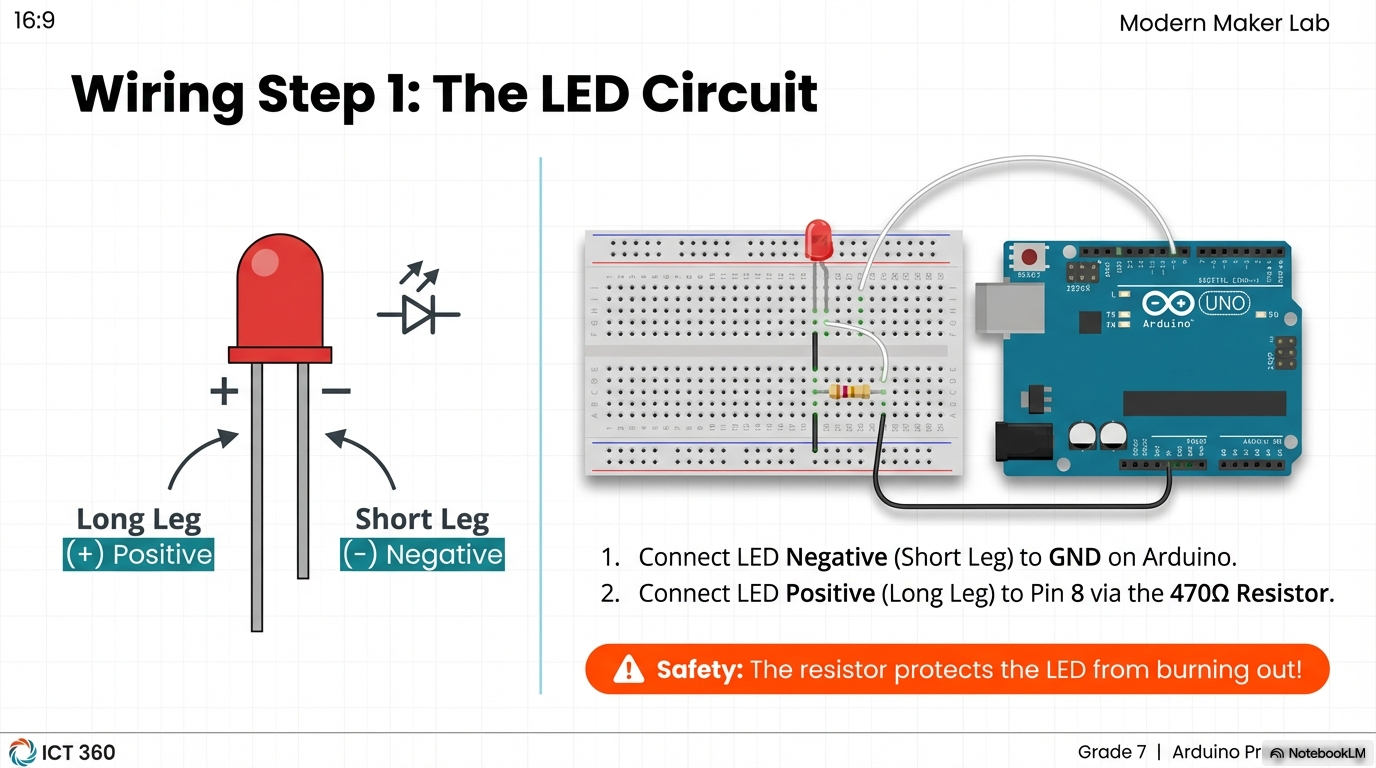 16:9
Modern Maker Lab
Wiring Step 1: The LED Circuit
+ −
Long Leg
(+) Positive
Short Leg
(-) Negative
UNO
Arduino
1. Connect LED Negative (Short Leg) to GND on Arduino.
2. Connect LED Positive (Long Leg) to Pin 8 via the 470Ω Resistor.
Safety: The resistor protects the LED from burning out!
ICT 360
Grade 7 | Arduino Pr
NotebookLM